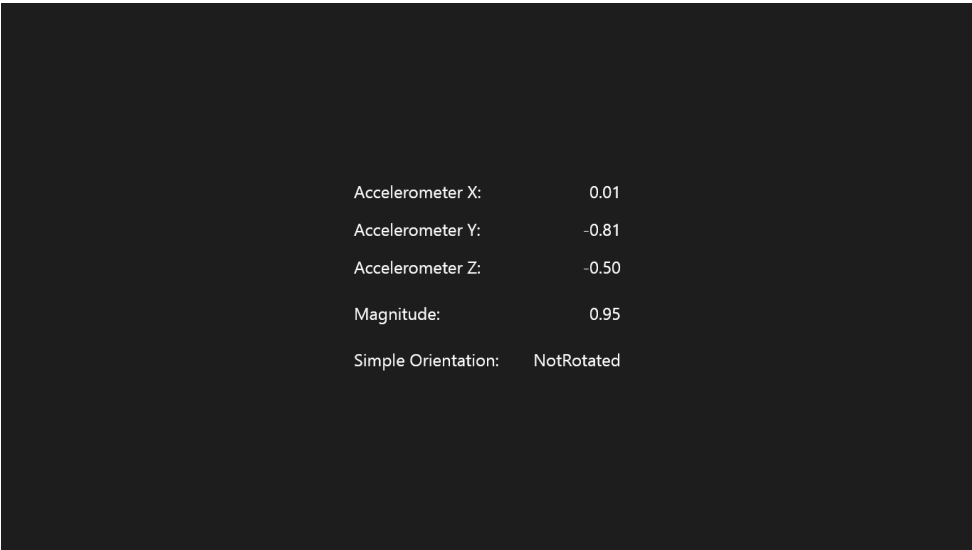 Accelerometer X: 0.01
Accelerometer Y: -0.81
Accelerometer Z: -0.50
Magnitude: 0.95
Simple Orientation: NotRotated